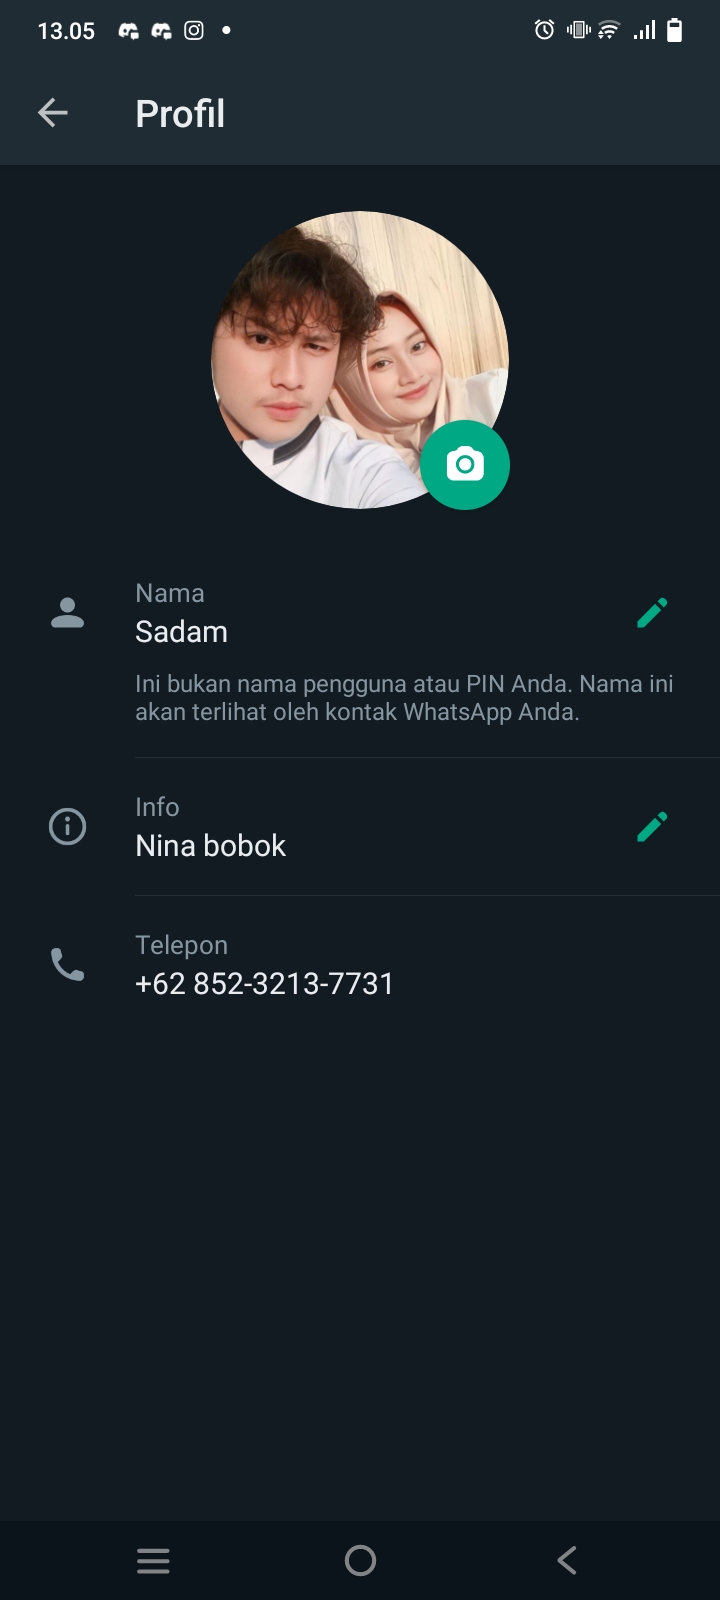 13.05
Profil
Nama
Sadam
Ini bukan nama pengguna atau PIN Anda. Nama ini
akan terlihat oleh kontak WhatsApp Anda.
Info
Nina bobok
Telepon
+62 852-3213-7731